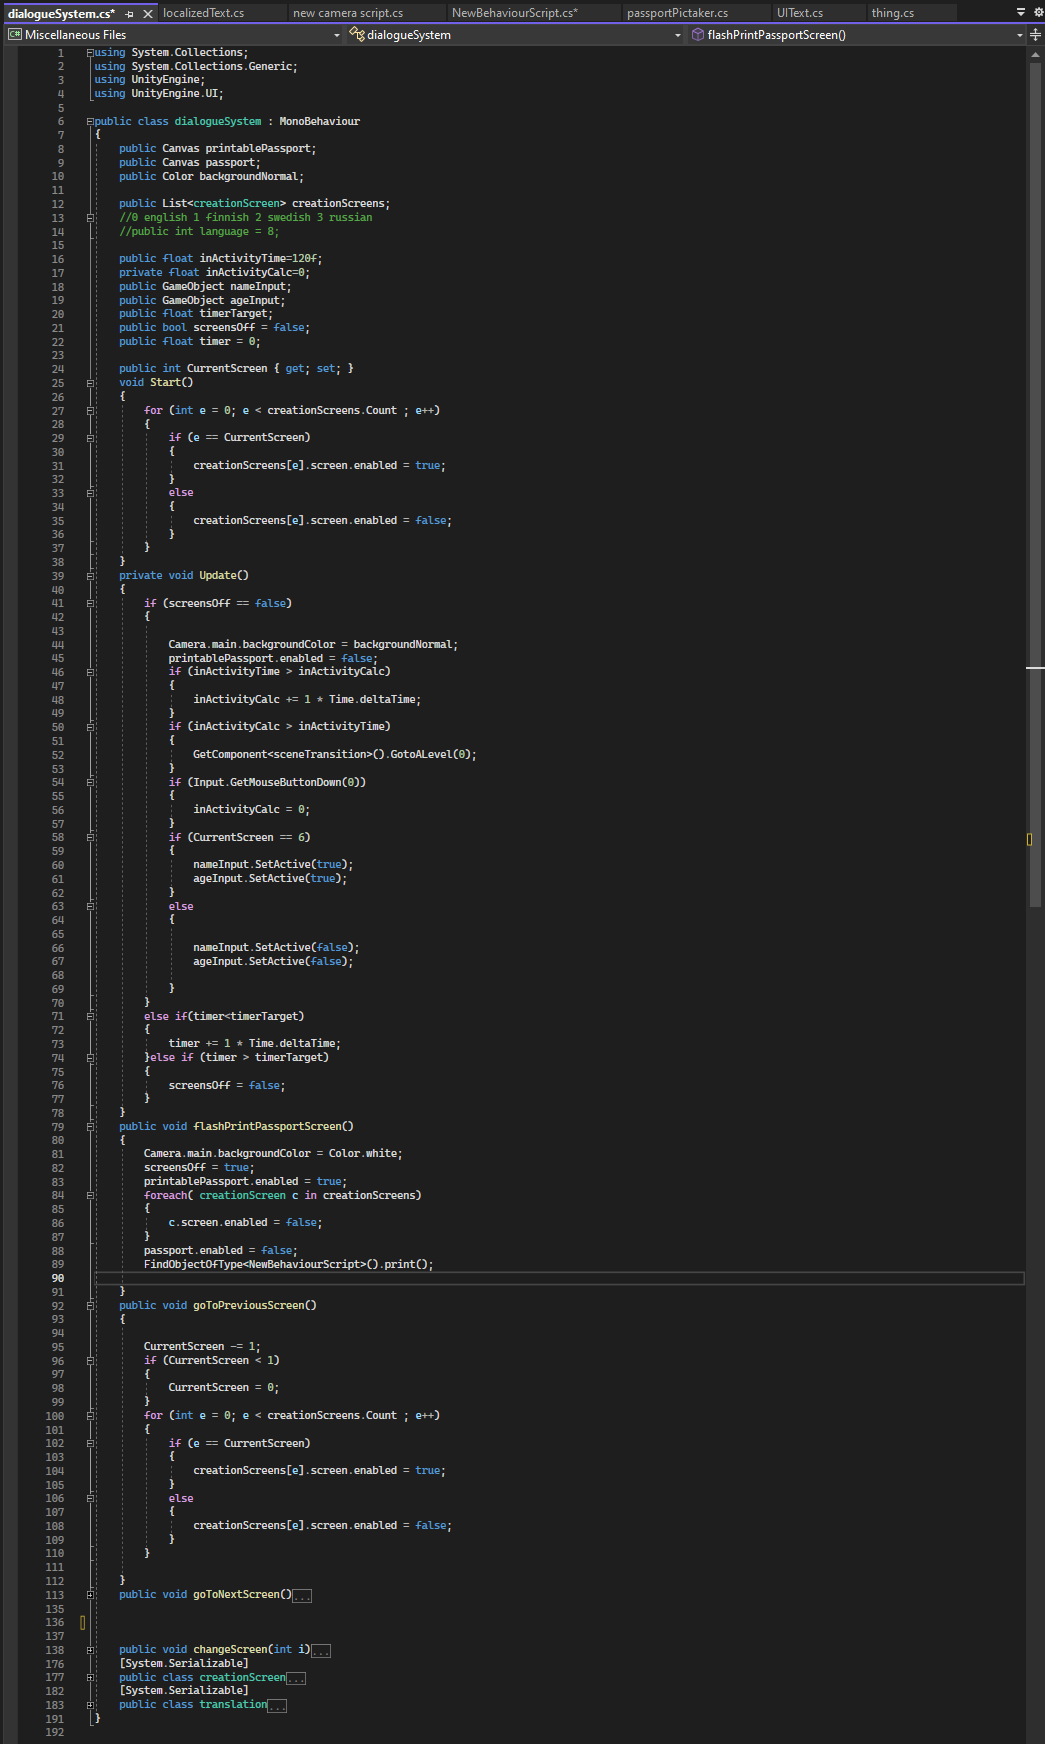 dialogueSystem.cs* localizedText.cs new camera script.cs NewBehaviourScript.cs* passportPictaker.cs UIText.cs thing.cs
C# Miscellaneous Files dialogueSystem flashPrintPassportScreen()
1 using System.Collections;
2 using System.Collections.Generic;
3 using UnityEngine;
4 using UnityEngine.UI;
5
6 public class dialogueSystem : MonoBehaviour
7 {
8 public Canvas printablePassport;
9 public Canvas passport;
10 public Color backgroundNormal;
11
12 public List<creationScreen> creationScreens;
13 //0 english 1 finnish 2 swedish 3 russian
14 //public int language = 8;
15
16 public float inActivityTime=120f;
17 private float inActivityCalc=0;
18 public GameObject nameInput;
19 public GameObject ageInput;
20 public float timerTarget;
21 public bool screensOff = false;
22 public float timer = 0;
23
24 public int CurrentScreen { get; set; }
25 void Start()
26 {
27 for (int e = 0; e < creationScreens.Count ; e++)
28 {
29 if (e == CurrentScreen)
30 {
31 creationScreens[e].screen.enabled = true;
32 }
33 else
34 {
35 creationScreens[e].screen.enabled = false;
36 }
37 }
38 }
39 private void Update()
40 {
41 if (screensOff == false)
42 {
43
44 Camera.main.backgroundColor = backgroundNormal;
45 printablePassport.enabled = false;
46 if (inActivityTime > inActivityCalc)
47 {
48 inActivityCalc += 1 * Time.deltaTime;
49 }
50 if (inActivityCalc > inActivityTime)
51 {
52 GetComponent<sceneTransition>().GotoALevel(0);
53 }
54 if (Input.GetMouseButtonDown(0))
55 {
56 inActivityCalc = 0;
57 }
58 if (CurrentScreen == 6)
59 {
60 nameInput.SetActive(true);
61 ageInput.SetActive(true);
62 }
63 else
64 {
65
66 nameInput.SetActive(false);
67 ageInput.SetActive(false);
68
69 }
70 }
71 else if(timer<timerTarget)
72 {
73 timer += 1 * Time.deltaTime;
74 }else if (timer > timerTarget)
75 {
76 screensOff = false;
77 }
78 }
79 public void flashPrintPassportScreen()
80 {
81 Camera.main.backgroundColor = Color.white;
82 screensOff = true;
83 printablePassport.enabled = true;
84 foreach( creationScreen c in creationScreens)
85 {
86 c.screen.enabled = false;
87 }
88 passport.enabled = false;
89 FindObjectOfType<NewBehaviourScript>().print();
90
91 }
92 public void goToPreviousScreen()
93 {
94
95 CurrentScreen -= 1;
96 if (CurrentScreen < 1)
97 {
98 CurrentScreen = 0;
99 }
100 for (int e = 0; e < creationScreens.Count ; e++)
101 {
102 if (e == CurrentScreen)
103 {
104 creationScreens[e].screen.enabled = true;
105 }
106 else
107 {
108 creationScreens[e].screen.enabled = false;
109 }
110 }
111
112 }
113 public void goToNextScreen()...
135
136
137
138 public void changeScreen(int i)...
176 [System.Serializable]
177 public class creationScreen...
182 [System.Serializable]
183 public class translation...
191 }
192